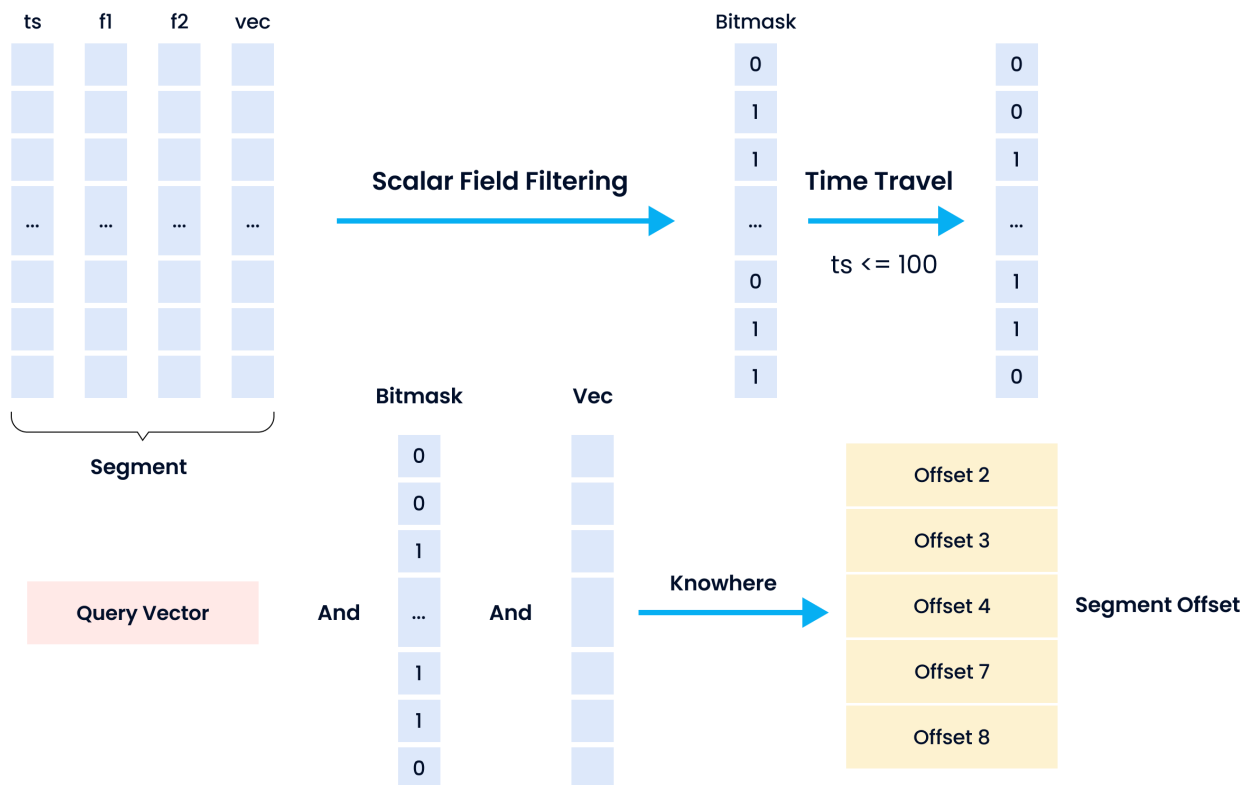 ts f1 f2 vec
... ... ... ...
Segment
Scalar Field Filtering
Bitmask
0
1
1
...
0
1
1
Time Travel
ts <= 100
0
0
1
...
1
1
0
Query Vector
And
Bitmask
0
0
1
...
1
1
0
And
Vec
Knowhere
Offset 2
Offset 3
Offset 4
Offset 7
Offset 8
Segment Offset